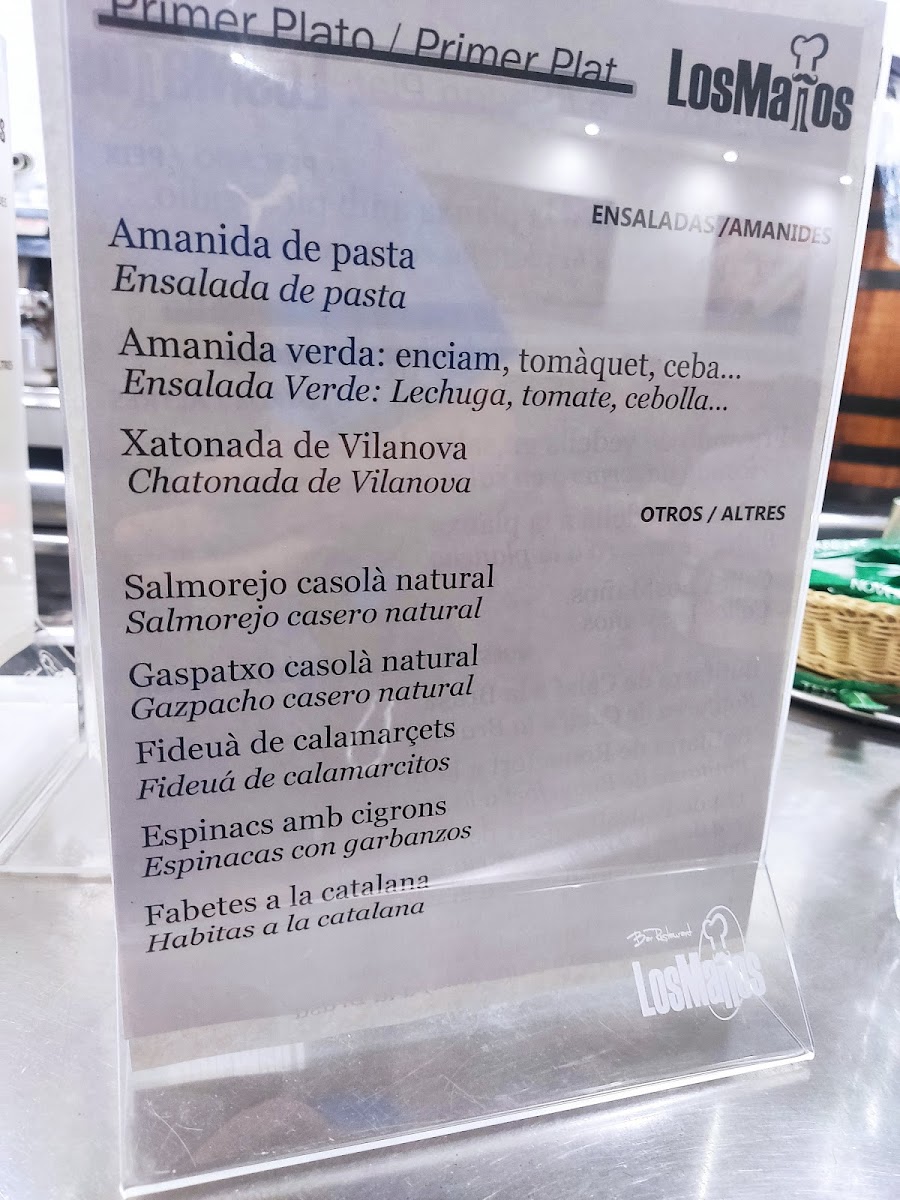 Primer Plato / Primer Plat
LosMaños
ENSALADAS /AMANIDES
Amanida de pasta
Ensalada de pasta
Amanida verda: enciam, tomàquet, ceba...
Ensalada Verde: Lechuga, tomate, cebolla...
Xatonada de Vilanova
Chatonada de Vilanova
OTROS / ALTRES
Salmorejo casolà natural
Salmorejo casero natural
Gaspatxo casolà natural
Gazpacho casero natural
Fideuà de calamarçets
Fideuá de calamarcitos
Espinacs amb cigrons
Espinacas con garbanzos
Fabetes a la catalana
Habitas a la catalana
Bar Restaurant
LosMaños